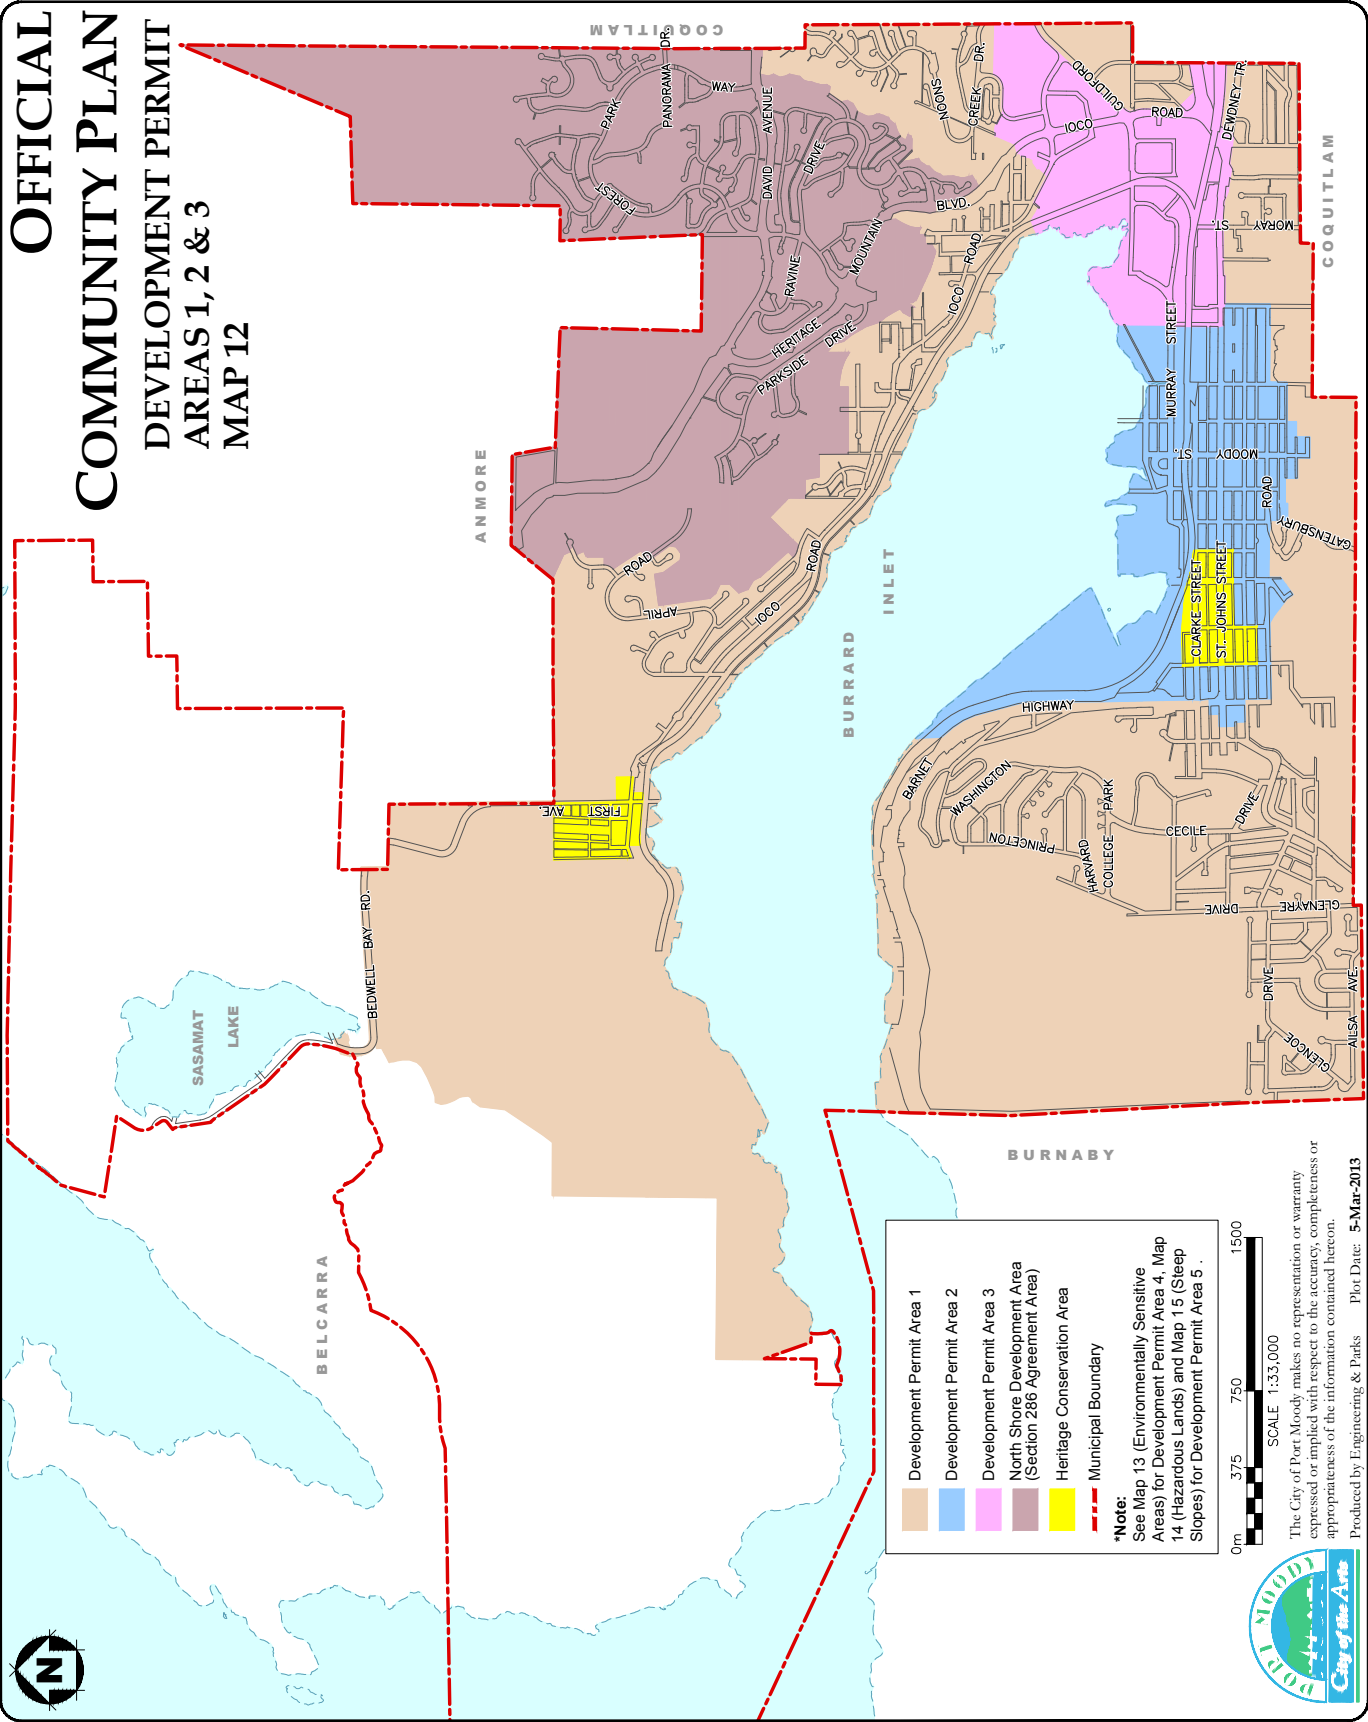 OFFICIAL
COMMUNITY PLAN
DEVELOPMENT PERMIT
AREAS 1, 2 & 3
MAP 12
COQUITLAM
ANMORE
COQUITLAM
BURRARD
INLET
BELCARRA
SASAMAT
LAKE
BURNABY
BEDWELL BAY RD.
PARK
PANORAMA DR.
WAY
FOREST
DAVID AVENUE
DRIVE
RAVINE
MOUNTAIN
BLVD.
HERITAGE
PARKSIDE DRIVE
NOONS
CREEK DR.
GUILDFORD
IOCO
ROAD
DEWDNEY TR.
MORAY ST.
IOCO ROAD
APRIL ROAD
IOCO ROAD
FIRST AVE.
MURRAY STREET
MOODY ST.
ROAD
GATENSBURY
CLARKE STREET
ST. JOHNS STREET
BARNET
HIGHWAY
WASHINGTON
PRINCETON
HARVARD
COLLEGE PARK
CECILE
DRIVE
GLENAYRE DRIVE
DRIVE
GLENCOE
AILSA AVE.
Development Permit Area 1
Development Permit Area 2
Development Permit Area 3
North Shore Development Area
(Section 286 Agreement Area)
Heritage Conservation Area
Municipal Boundary
*Note:
See Map 13 (Environmentally Sensitive
Areas) for Development Permit Area 4, Map
14 (Hazardous Lands) and Map 15 (Steep
Slopes) for Development Permit Area 5 .
0m 375 750 1500
SCALE 1:33,000
The City of Port Moody makes no representation or warranty
expressed or implied with respect to the accuracy, completeness or
appropriateness of the information contained hereon.
Produced by Engineering & Parks Plot Date: 5-Mar-2013
PORT MOODY
City of the Arts
N